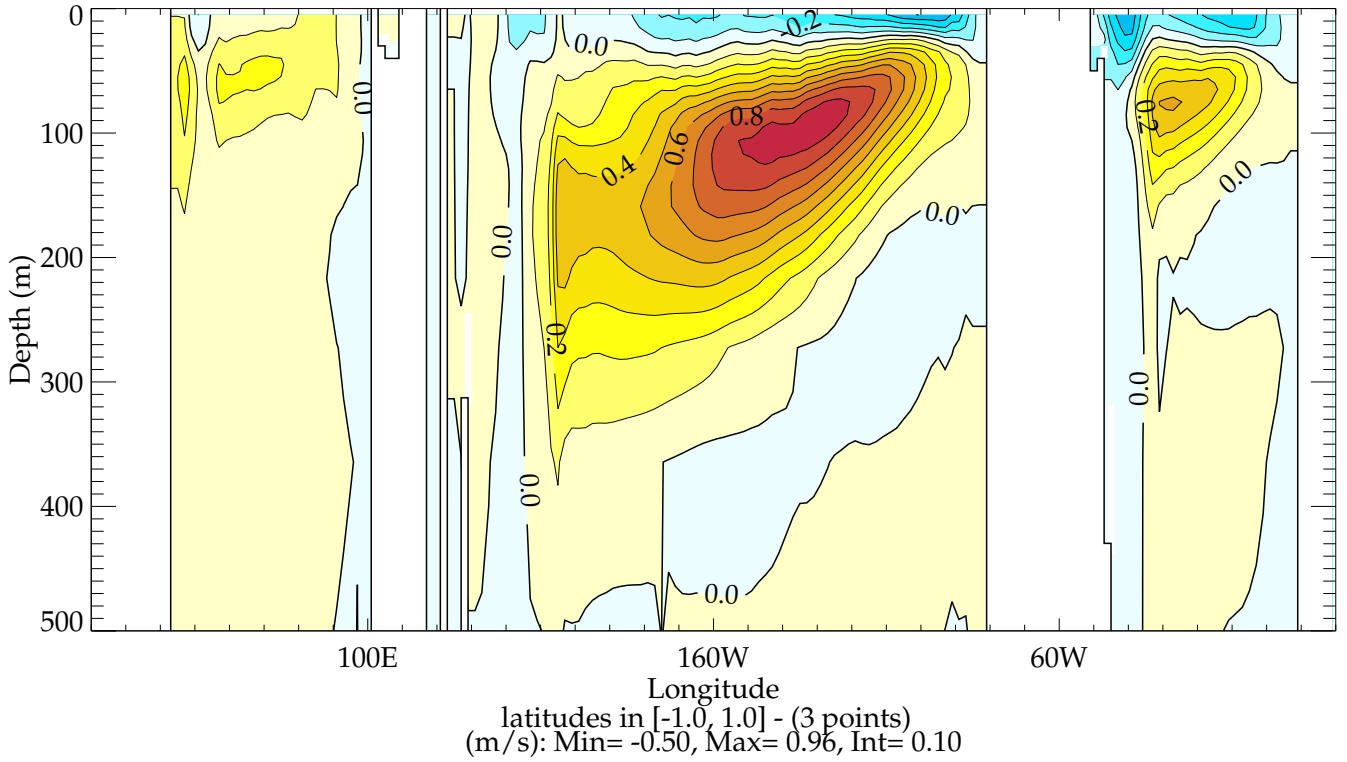 0
100
200
300
400
500
Depth (m)
-0.2
0.0
0.0
0.8
0.6
0.4
0.2
0.0
0.0
0.0
0.2
0.0
0.0
0.0
100E
160W
60W
Longitude
latitudes in [-1.0, 1.0] - (3 points)
(m/s): Min= -0.50, Max= 0.96, Int= 0.10